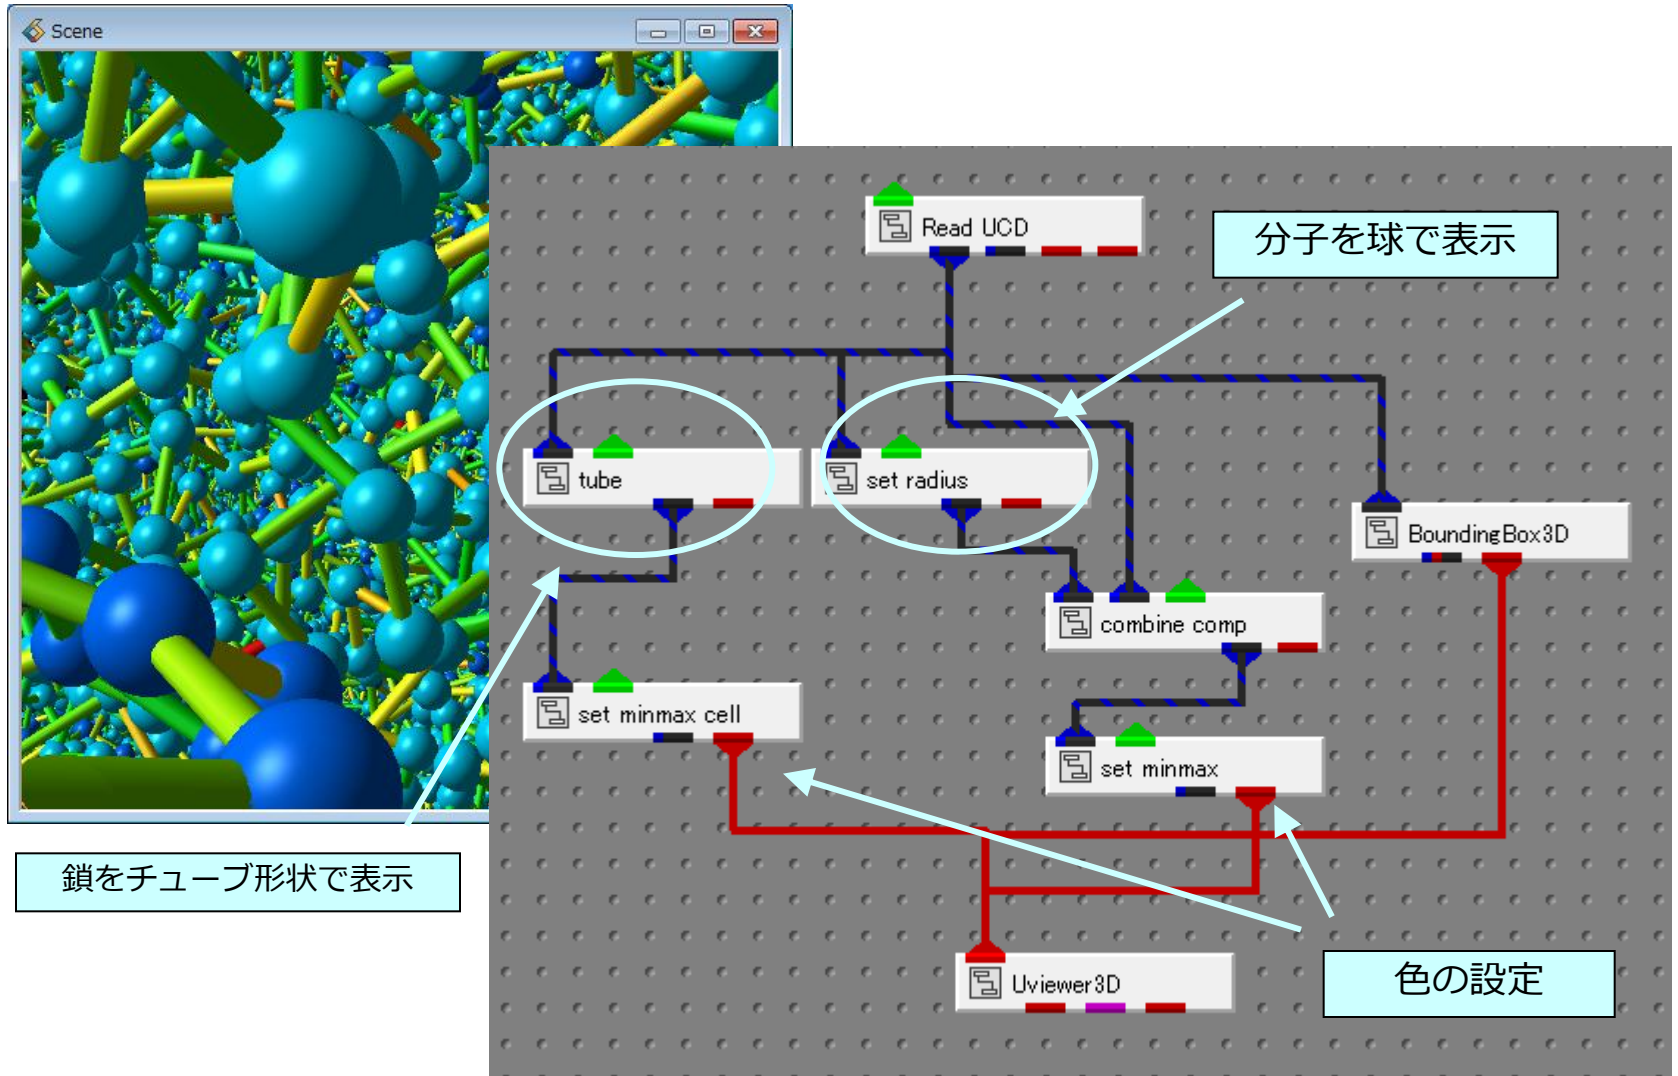 Scene
Read UCD
分子を球で表示
tube
set radius
BoundingBox3D
combine comp
set minmax cell
set minmax
鎖をチューブ形状で表示
色の設定
Uviewer3D